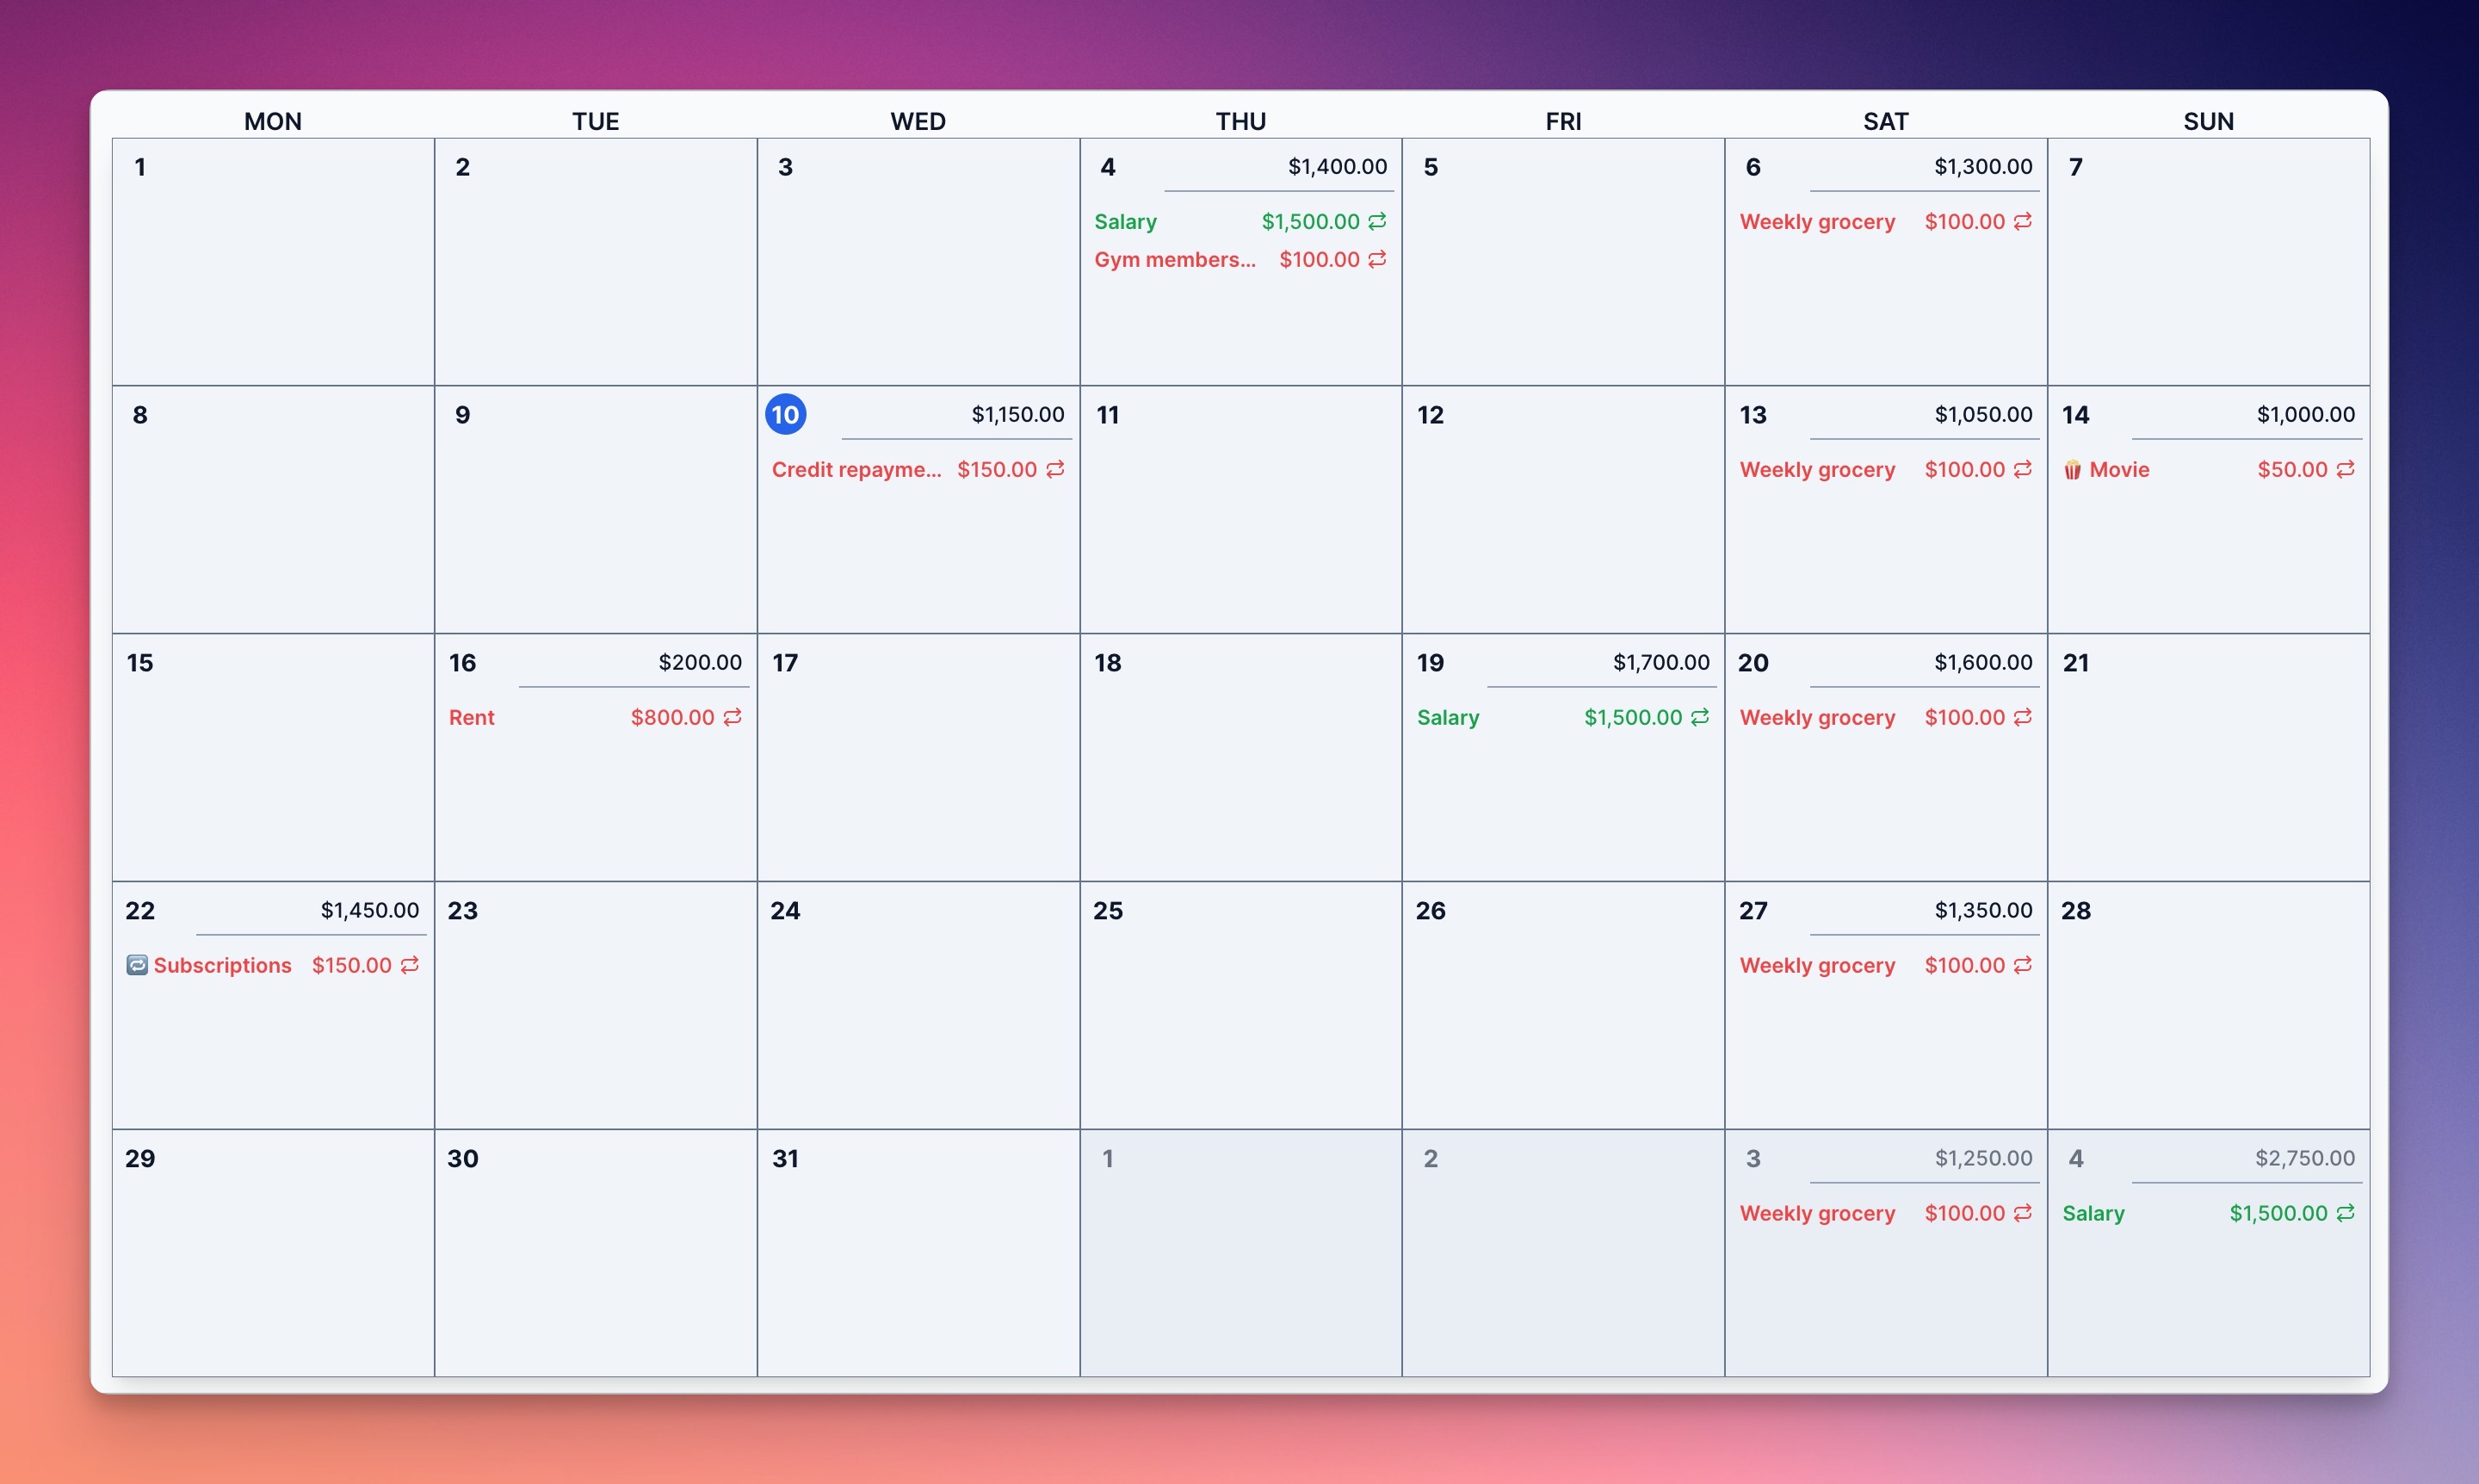 MON TUE WED THU FRI SAT SUN
1 2 3 4 $1,400.00 5 6 $1,300.00 7
Salary $1,500.00 Weekly grocery $100.00
Gym members... $100.00
8 9 10 $1,150.00 11 12 13 $1,050.00 14 $1,000.00
Credit repayme... $150.00 Weekly grocery $100.00 🍿 Movie $50.00
15 16 $200.00 17 18 19 $1,700.00 20 $1,600.00 21
Rent $800.00 Salary $1,500.00 Weekly grocery $100.00
22 $1,450.00 23 24 25 26 27 $1,350.00 28
🔁 Subscriptions $150.00 Weekly grocery $100.00
29 30 31 1 2 3 $1,250.00 4 $2,750.00
Weekly grocery $100.00 Salary $1,500.00